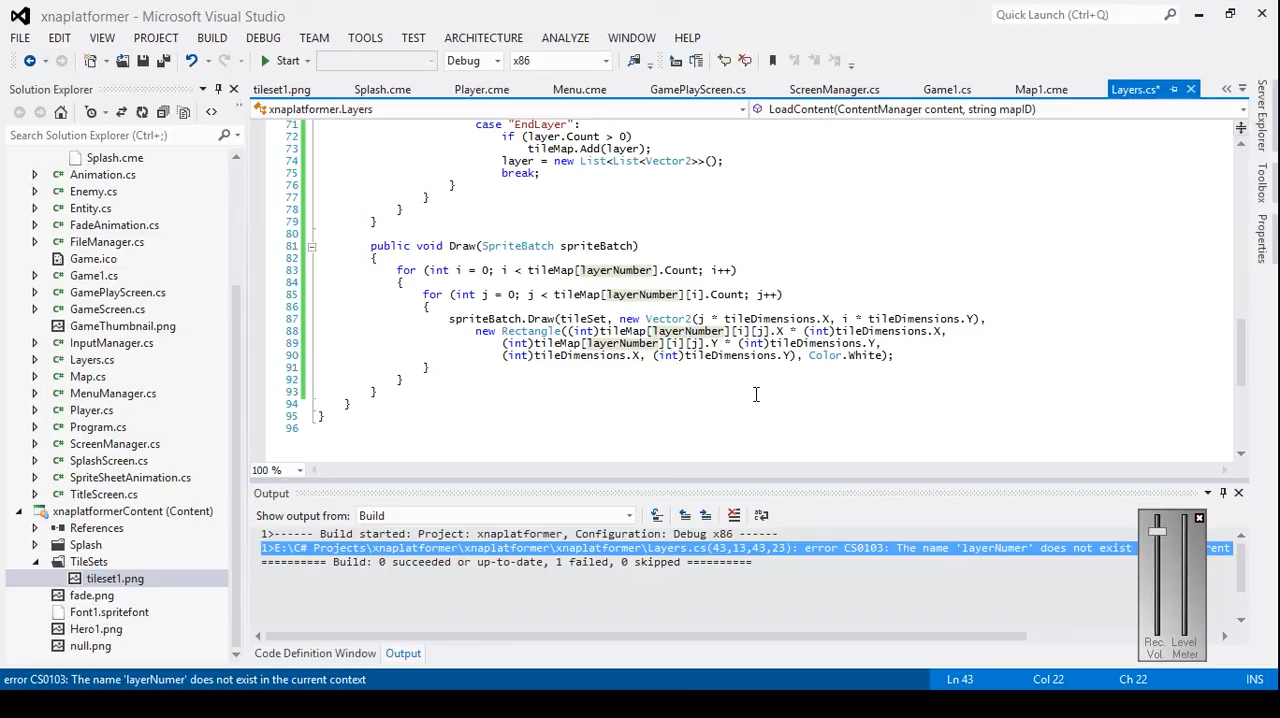 xnaplatformer - Microsoft Visual Studio
Quick Launch (Ctrl+Q)
FILE EDIT VIEW PROJECT BUILD DEBUG TEAM TOOLS TEST ARCHITECTURE ANALYZE WINDOW HELP
Start Debug x86
Solution Explorer
Search Solution Explorer (Ctrl+;)
Splash.cme
Animation.cs
Enemy.cs
Entity.cs
FadeAnimation.cs
FileManager.cs
Game.ico
Game1.cs
GamePlayScreen.cs
GameScreen.cs
GameThumbnail.png
InputManager.cs
Layers.cs
Map.cs
MenuManager.cs
Player.cs
Program.cs
ScreenManager.cs
SplashScreen.cs
SpriteSheetAnimation.cs
TitleScreen.cs
xnaplatformerContent (Content)
References
Splash
TileSets
tileset1.png
fade.png
Font1.spritefont
Hero1.png
null.png
tileset1.png Splash.cme Player.cme Menu.cme GamePlayScreen.cs ScreenManager.cs Game1.cs Map1.cme Layers.cs*
xnaplatformer.Layers LoadContent(ContentManager content, string mapID)
71 case "EndLayer":
72 if (layer.Count > 0)
73 tileMap.Add(layer);
74 layer = new List<List<Vector2>>();
75 break;
76 }
77 }
78 }
79 }
80
81 public void Draw(SpriteBatch spriteBatch)
82 {
83 for (int i = 0; i < tileMap[layerNumber].Count; i++)
84 {
85 for (int j = 0; j < tileMap[layerNumber][i].Count; j++)
86 {
87 spriteBatch.Draw(tileSet, new Vector2(j * tileDimensions.X, i * tileDimensions.Y),
88 new Rectangle((int)tileMap[layerNumber][i][j].X * (int)tileDimensions.X,
89 (int)tileMap[layerNumber][i][j].Y * (int)tileDimensions.Y,
90 (int)tileDimensions.X, (int)tileDimensions.Y), Color.White);
91 }
92 }
93 }
94 }
95 }
96
100 %
Output
Show output from: Build
1>------ Build started: Project: xnaplatformer, Configuration: Debug x86 ------
1>E:\C# Projects\xnaplatformer\xnaplatformer\xnaplatformer\Layers.cs(43,13,43,23): error CS0103: The name 'layerNumer' does not exist
========== Build: 0 succeeded or up-to-date, 1 failed, 0 skipped ==========
Code Definition Window Output
Server Explorer
Toolbox
Properties
Rec. Vol.
Level Meter
error CS0103: The name 'layerNumer' does not exist in the current context
Ln 43 Col 22 Ch 22 INS